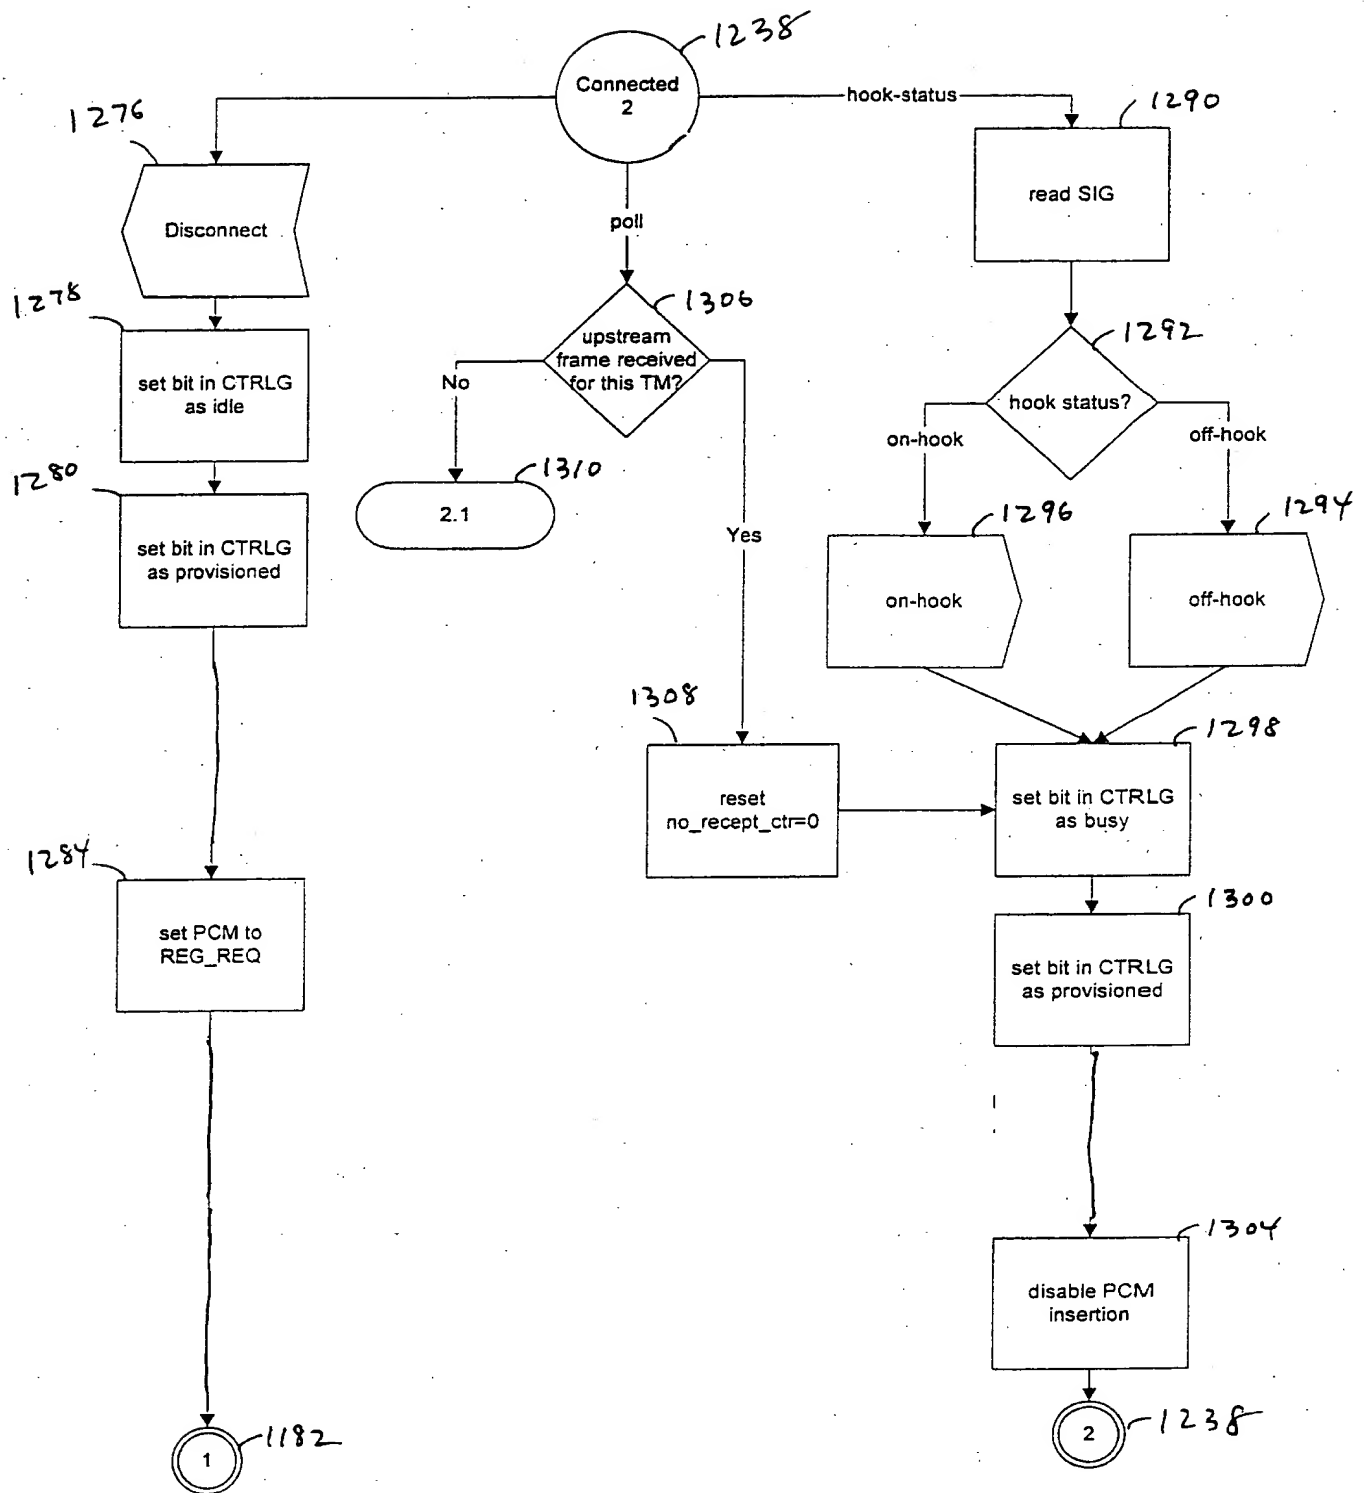 1238
Connected
2
hook-status
1276
1290
Disconnect
read SIG
poll
1278
1306
set bit in CTRLG
as idle
upstream
frame received
for this TM?
No
1292
hook status?
on-hook
off-hook
1280
1310
set bit in CTRLG
as provisioned
2.1
Yes
1296
1294
on-hook
off-hook
1308
1298
reset
no_recept_ctr=0
set bit in CTRLG
as busy
1284
1300
set PCM to
REG_REQ
set bit in CTRLG
as provisioned
1304
disable PCM
insertion
1182
1
1238
2